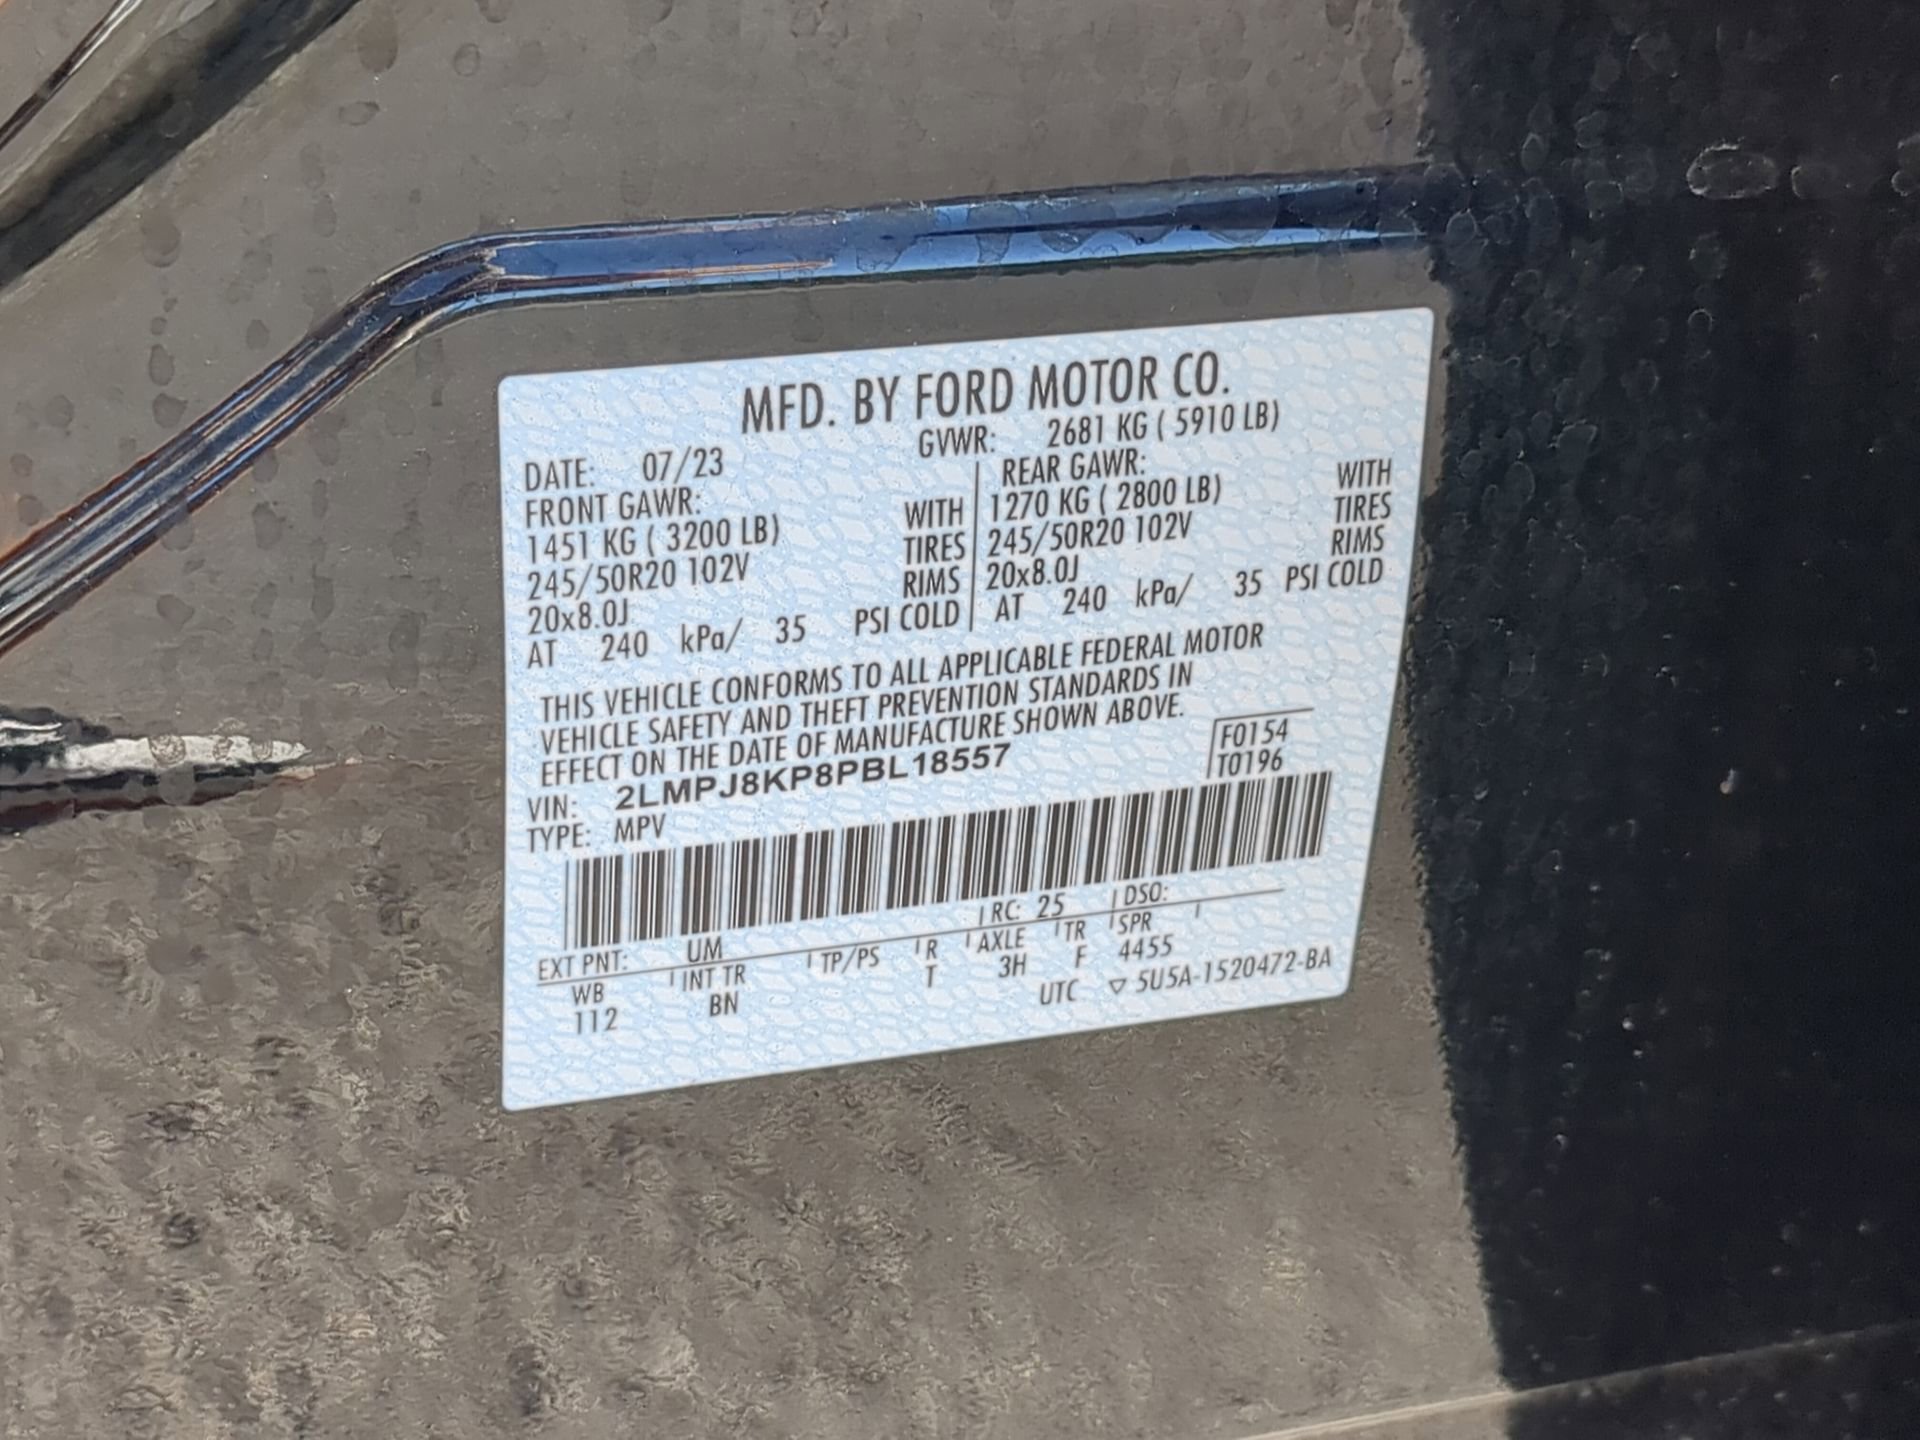 MFD. BY FORD MOTOR CO.
DATE: 07/23 GVWR: 2681 KG ( 5910 LB)
FRONT GAWR: REAR GAWR:
1451 KG ( 3200 LB) WITH 1270 KG ( 2800 LB) WITH
245/50R20 102V TIRES 245/50R20 102V TIRES
20x8.0J RIMS 20x8.0J RIMS
AT 240 kPa/ 35 PSI COLD AT 240 kPa/ 35 PSI COLD
THIS VEHICLE CONFORMS TO ALL APPLICABLE FEDERAL MOTOR
VEHICLE SAFETY AND THEFT PREVENTION STANDARDS IN
EFFECT ON THE DATE OF MANUFACTURE SHOWN ABOVE.
VIN: 2LMPJ8KP8PBL18557 F0154
TYPE: MPV T0196
EXT PNT: UM RC: 25 DSO:
WB INT TR TP/PS R AXLE TR SPR
112 BN T 3H F 4455
UTC ▽ 5U5A-1520472-BA